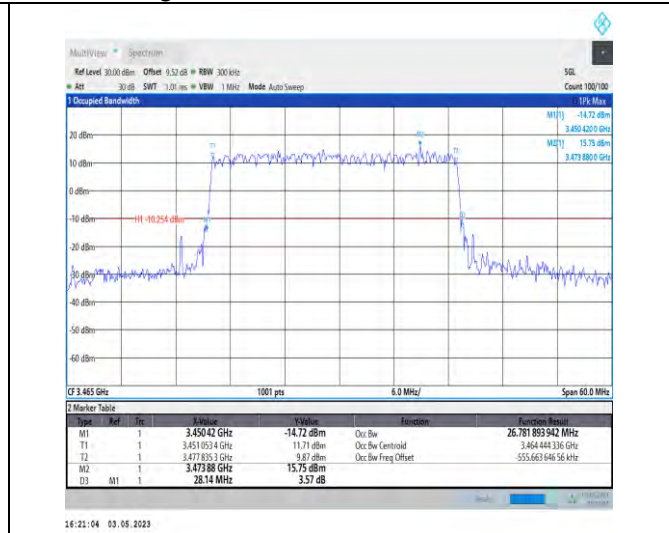 MultiView Spectrum
Ref Level 30.00 dBm Offset 9.52 dB RBW 300 kHz SGL
Att 30 dB SWT 1.01 ms VBW 1 MHz Mode Auto Sweep Count 100/100
1 Occupied Bandwidth 1Pk Max
M1[1] -14.72 dBm
3.450 4200 GHz
M2[1] 15.75 dBm
3.473 8800 GHz
20 dBm
M2
T1
10 dBm
0 dBm
-10 dBm
H1 -10.254 dBm
-20 dBm
-30 dBm
-40 dBm
-50 dBm
-60 dBm
CF 3.465 GHz 1001 pts 6.0 MHz/ Span 60.0 MHz
2 Marker Table
Type Ref Trc X-Value Y-Value Function Function Result
M1 1 3.450 42 GHz -14.72 dBm Occ Bw 26.781 893 942 MHz
T1 1 3.451 053 4 GHz 11.71 dBm Occ Bw Centroid 3.464 444 336 GHz
T2 1 3.477 835 3 GHz 9.87 dBm Occ Bw Freq Offset -555.663 646 56 kHz
M2 1 3.473 88 GHz 15.75 dBm
D3 M1 1 28.14 MHz 3.57 dB
16:21:04 03.05.2023